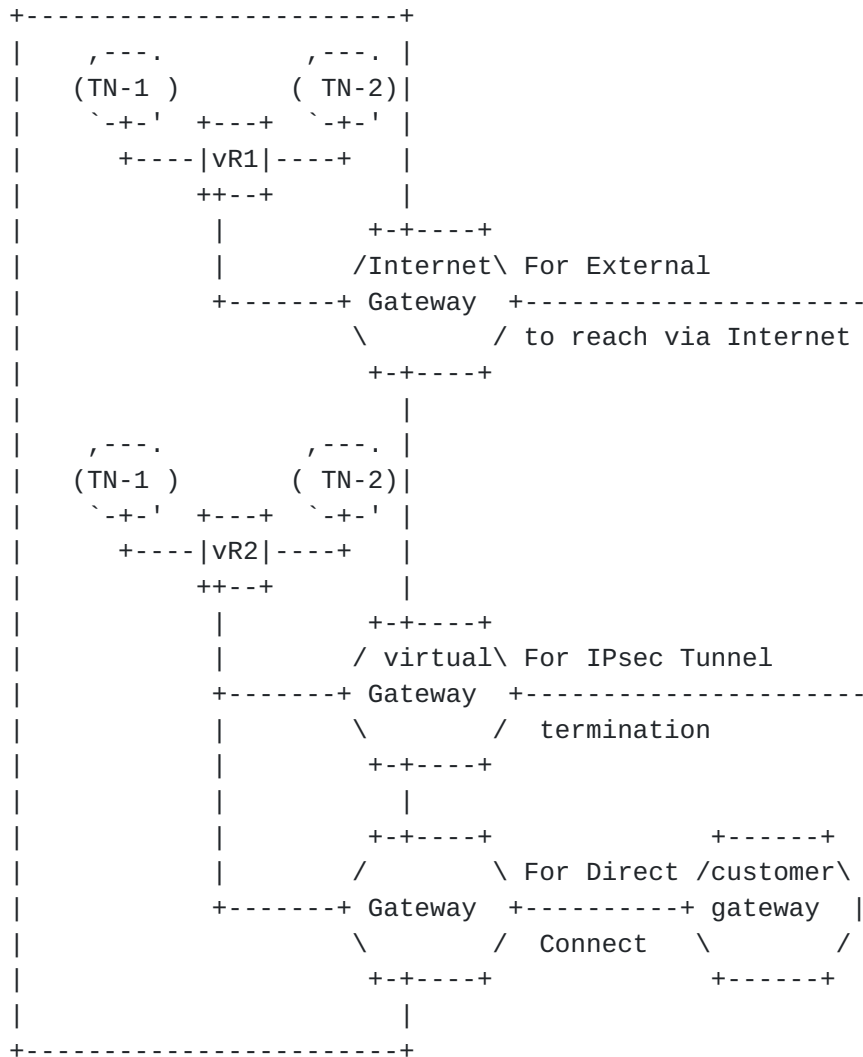 (TN-1 ) ( TN-2)
vR1
/Internet\ For External
Gateway
\ / to reach via Internet
(TN-1 ) ( TN-2)
vR2
/ virtual\ For IPsec Tunnel
Gateway
\ / termination
/ \ For Direct /customer\
Gateway gateway
\ / Connect \ /